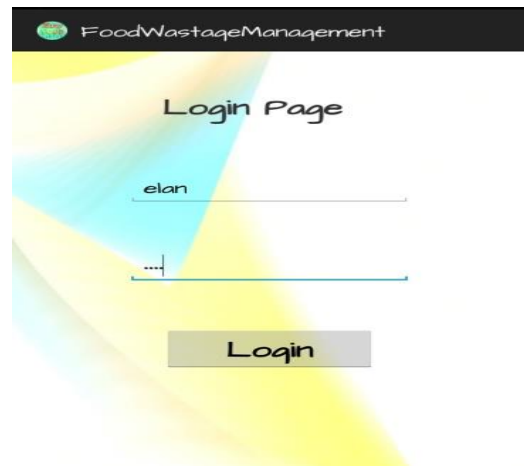 FoodWastageManagement
Login Page
elan
····
Login